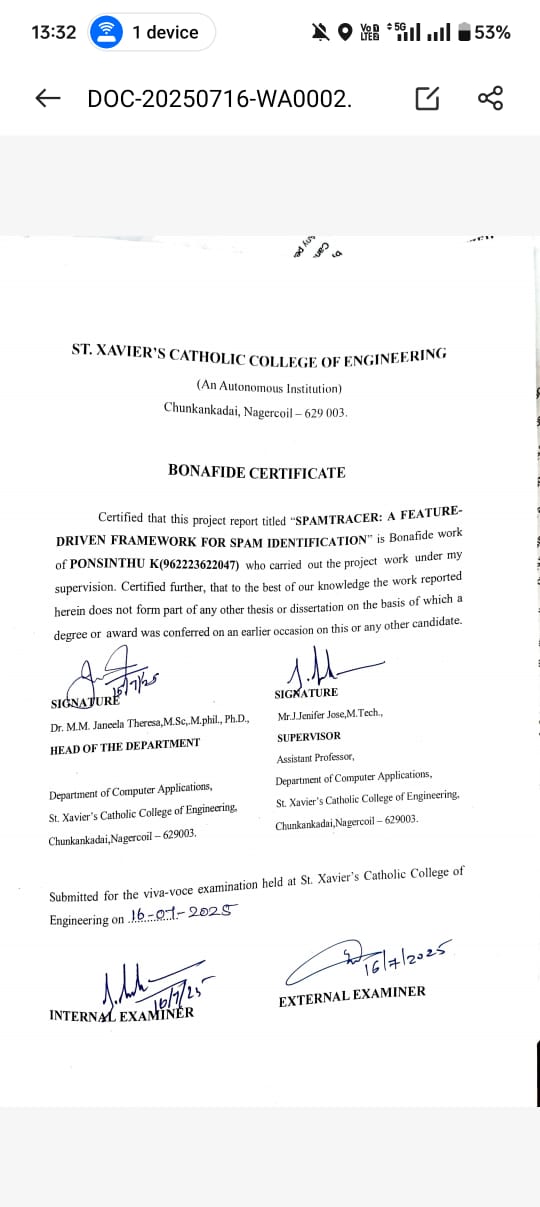 13:32 1 device VoD LTE 5G 53%
DOC-20250716-WA0002.
ST. XAVIER'S CATHOLIC COLLEGE OF ENGINEERING
(An Autonomous Institution)
Chunkankadai, Nagercoil – 629 003.
BONAFIDE CERTIFICATE
Certified that this project report titled “SPAMTRACER: A FEATURE-
DRIVEN FRAMEWORK FOR SPAM IDENTIFICATION” is Bonafide work
of PONSINTHU K(962223622047) who carried out the project work under my
supervision. Certified further, that to the best of our knowledge the work reported
herein does not form part of any other thesis or dissertation on the basis of which a
degree or award was conferred on an earlier occasion on this or any other candidate.
16/7/25
SIGNATURE
Dr. M.M. Janeela Theresa,M.Sc,.M.phil., Ph.D.,
HEAD OF THE DEPARTMENT
Department of Computer Applications,
St. Xavier's Catholic College of Engineering,
Chunkankadai,Nagercoil – 629003.
SIGNATURE
Mr.J.Jenifer Jose,M.Tech.,
SUPERVISOR
Assistant Professor,
Department of Computer Applications,
St. Xavier's Catholic College of Engineering,
Chunkankadai,Nagercoil – 629003.
Submitted for the viva-voce examination held at St. Xavier's Catholic College of
Engineering on 16-07-2025
16/7/25
INTERNAL EXAMINER
16/7/2025
EXTERNAL EXAMINER